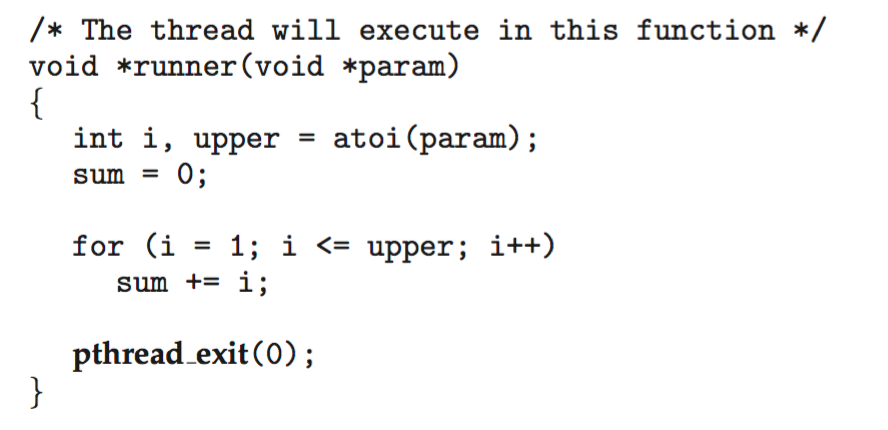 /* The thread will execute in this function */
void *runner(void *param)
{
int i, upper = atoi(param);
sum = 0;
for (i = 1; i <= upper; i++)
sum += i;
pthread_exit(0);
}